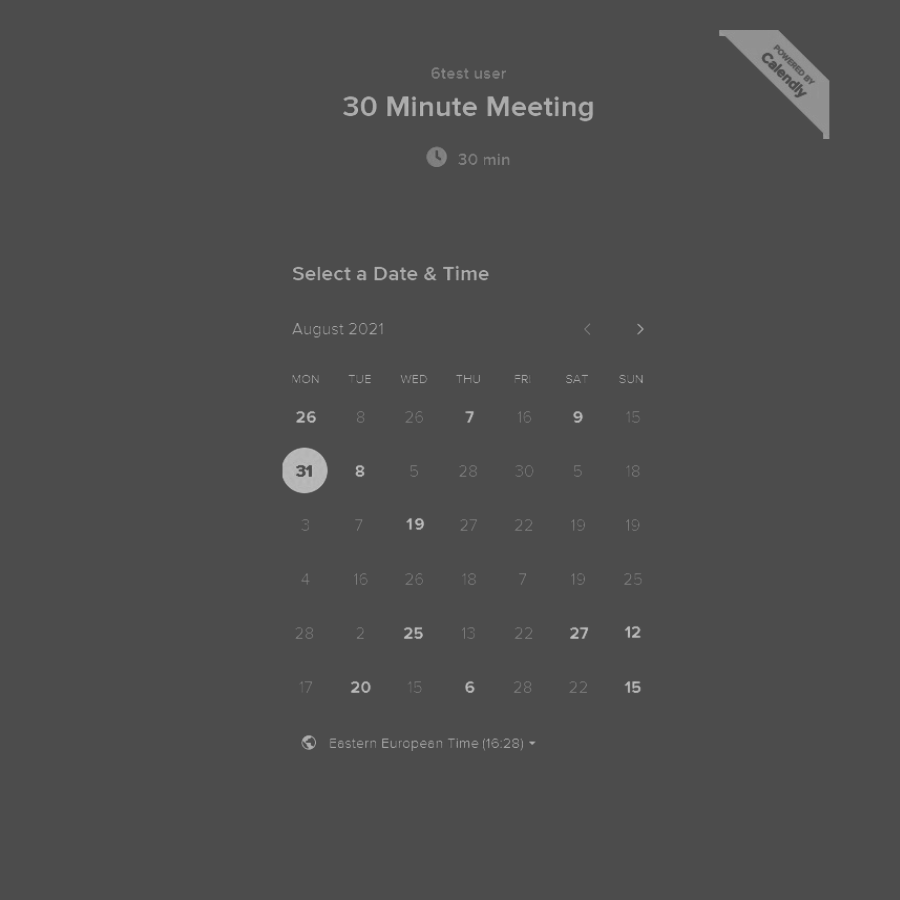 POWERED BY
Calendly
6test user
30 Minute Meeting
30 min
Select a Date & Time
August 2021
MON TUE WED THU FRI SAT SUN
26 8 26 7 16 9 15
31 8 5 28 30 5 18
3 7 19 27 22 19 19
4 16 26 18 7 19 25
28 2 25 13 22 27 12
17 20 15 6 28 22 15
Eastern European Time (16:28)